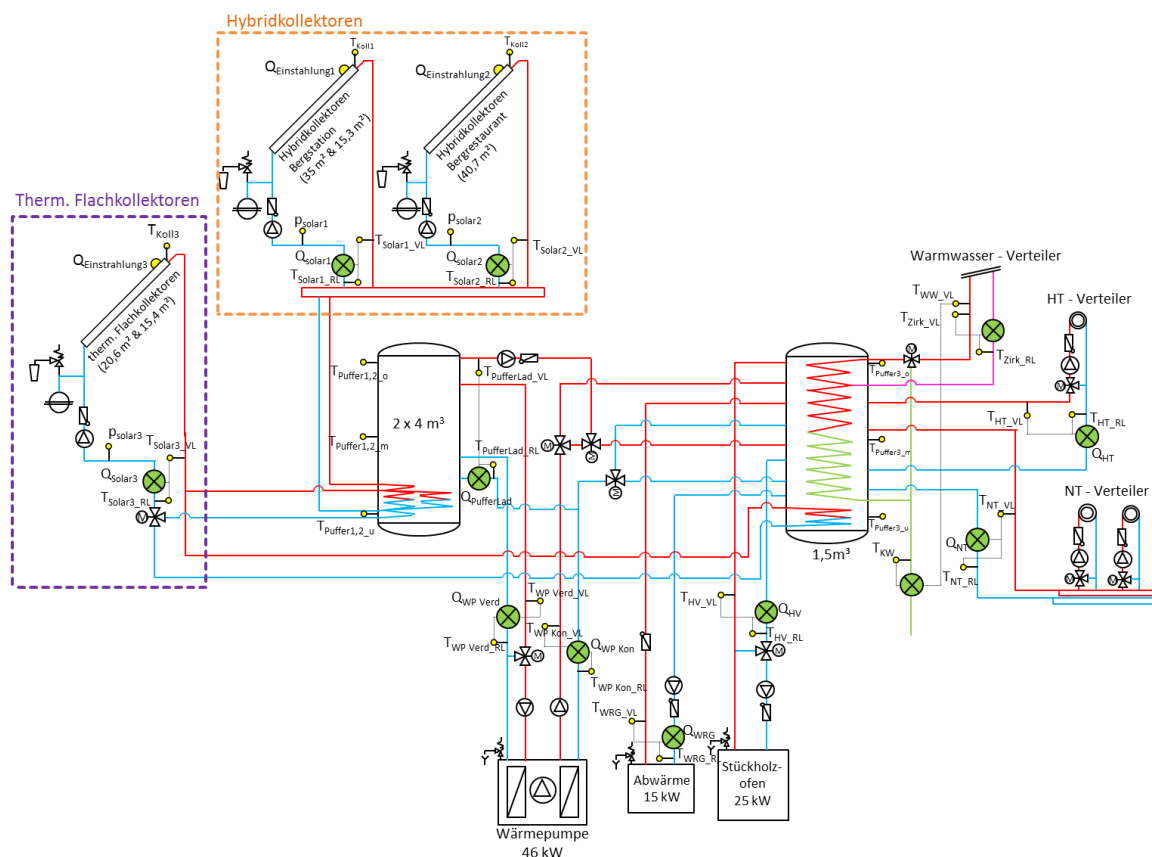 Hybridkollektoren
T_Koll1
T_Koll2
Q_Einstahlung1
Q_Einstrahlung2
Hybridkollektoren
Bergstation
(35 m² & 15,3 m²)
Hybridkollektoren
Bergrestaurant
(40,7 m²)
p_solar1
p_solar2
T_Solar1_VL
T_Solar2_VL
Q_solar1
Q_solar2
T_Solar1_RL
T_Solar2_RL
Therm. Flachkollektoren
T_Koll3
Q_Einstrahlung3
therm. Flachkollektoren
(20,6 m² & 15,4 m²)
p_solar3
T_Solar3_VL
Q_Solar3
T_Solar3_RL
M
T_Puffer1,2_o
2 x 4 m³
T_Puffer1,2_m
T_Puffer1,2_u
T_PufferLad_VL
T_PufferLad_RL
Q_PufferLad
M
M
M
T_Puffer3_o
T_Puffer3_m
T_Puffer3_u
1,5m³
Warmwasser - Verteiler
T_WW_VL
T_Zirk_VL
T_Zirk_RL
M
HT - Verteiler
M
T_HT_VL
T_HT_RL
Q_HT
NT - Verteiler
T_NT_VL
Q_NT
T_NT_RL
M
M
T_KW
Q_WP Verd
T_WP Verd_VL
T_WP Verd_RL
T_WP Kon_VL
Q_WP Kon
M
T_WP Kon_RL
T_HV_VL
Q_HV
T_HV_RL
M
T_WRG_VL
Q_WRG
T_WRG_RL
Wärmepumpe
46 kW
Abwärme
15 kW
Stückholz-
ofen
25 kW